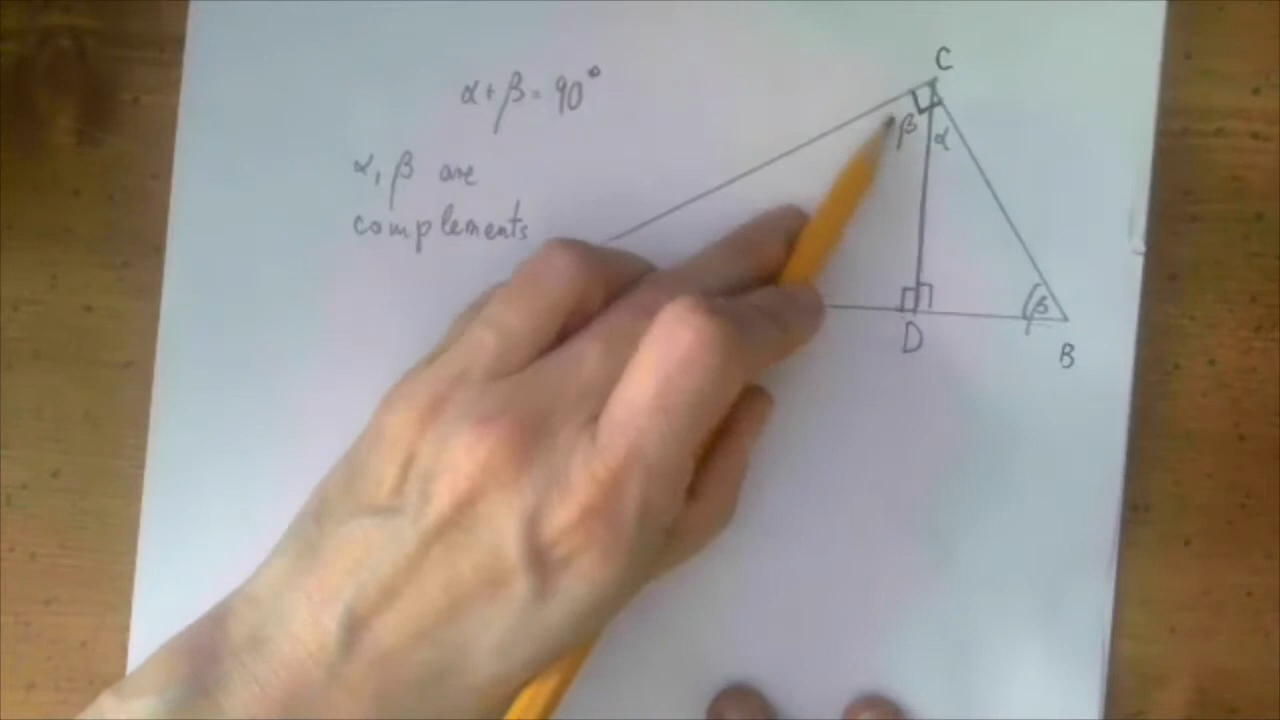 α + β = 90°
α, β are
complements
C
β
α
β
D
B